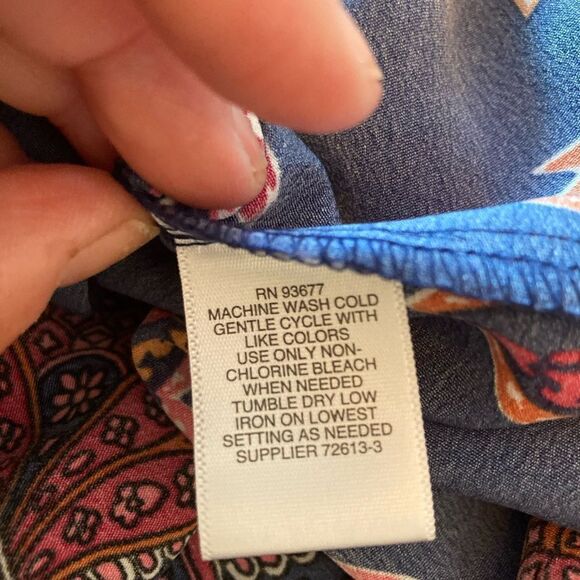 RN 93677
MACHINE WASH COLD
GENTLE CYCLE WITH
LIKE COLORS
USE ONLY NON-
CHLORINE BLEACH
WHEN NEEDED
TUMBLE DRY LOW
IRON ON LOWEST
SETTING AS NEEDED
SUPPLIER 72613-3